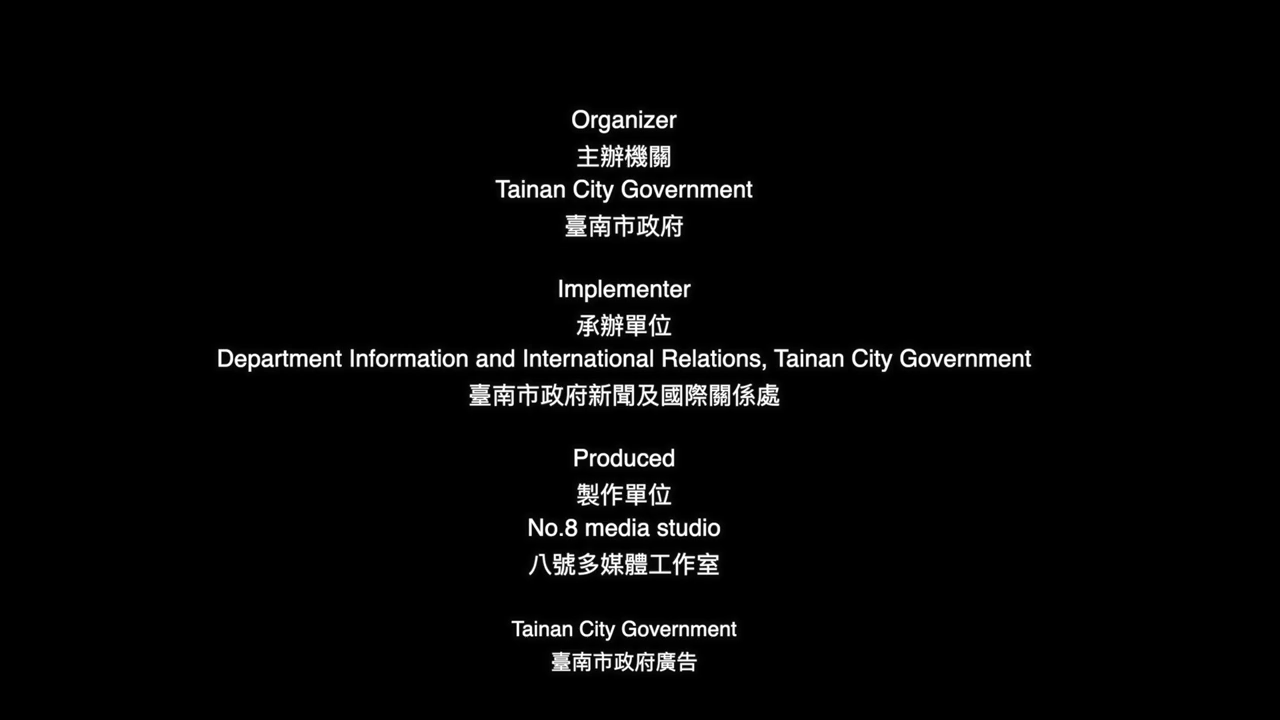 Organizer
主辦機關
Tainan City Government
臺南市政府
Implementer
承辦單位
Department Information and International Relations, Tainan City Government
臺南市政府新聞及國際關係處
Produced
製作單位
No.8 media studio
八號多媒體工作室
Tainan City Government
臺南市政府廣告